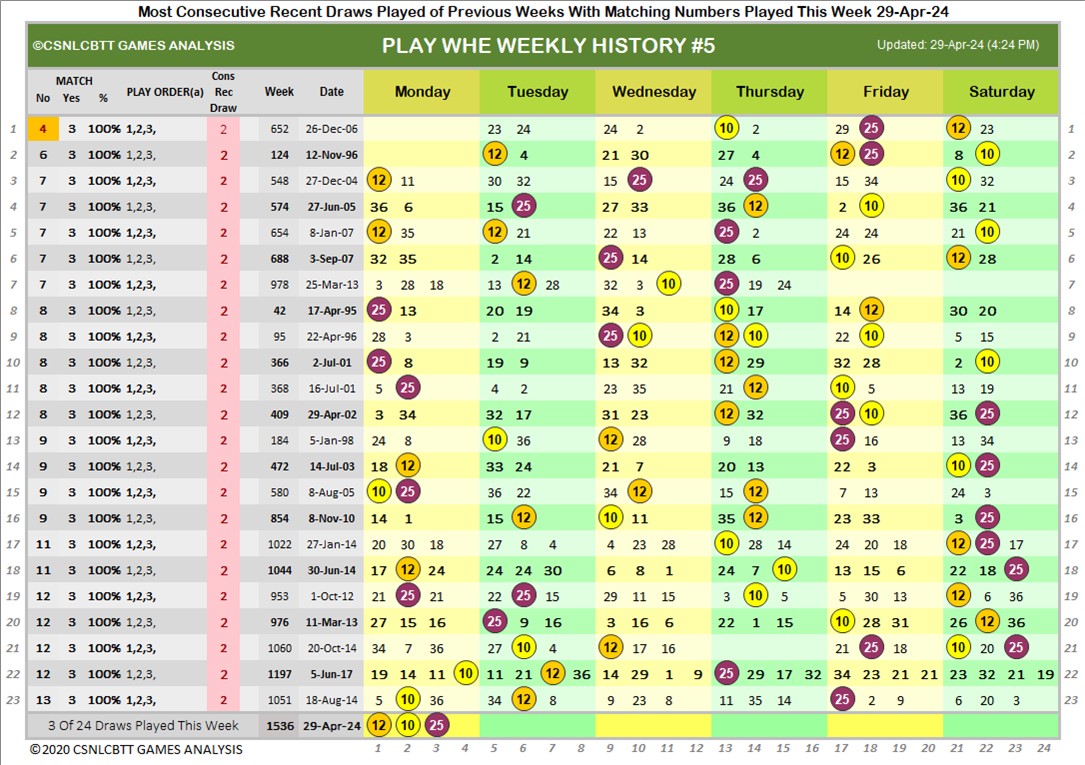 Most Consecutive Recent Draws Played of Previous Weeks With Matching Numbers Played This Week 29-Apr-24
©CSNLCBTT GAMES ANALYSIS PLAY WHE WEEKLY HISTORY #5 Updated: 29-Apr-24 (4:24 PM)
MATCH Cons
No Yes % PLAY ORDER(a) Rec Week Date Monday Tuesday Wednesday Thursday Friday Saturday
Draw
1 4 3 100% 1,2,3, 2 652 26-Dec-06 23 24 24 2 10 2 29 25 12 23 1
2 6 3 100% 1,2,3, 2 124 12-Nov-96 12 4 21 30 27 4 12 25 8 10 2
3 7 3 100% 1,2,3, 2 548 27-Dec-04 12 11 30 32 15 25 24 25 15 34 10 32 3
4 7 3 100% 1,2,3, 2 574 27-Jun-05 36 6 15 25 27 33 36 12 2 10 36 21 4
5 7 3 100% 1,2,3, 2 654 8-Jan-07 12 35 12 21 22 13 25 2 24 24 21 10 5
6 7 3 100% 1,2,3, 2 688 3-Sep-07 32 35 2 14 25 14 28 6 10 26 12 28 6
7 7 3 100% 1,2,3, 2 978 25-Mar-13 3 28 18 13 12 28 32 3 10 25 19 24 7
8 8 3 100% 1,2,3, 2 42 17-Apr-95 25 13 20 19 34 3 10 17 14 12 30 20 8
9 8 3 100% 1,2,3, 2 95 22-Apr-96 28 3 2 21 25 10 12 10 22 10 5 15 9
10 8 3 100% 1,2,3, 2 366 2-Jul-01 25 8 19 9 13 32 12 29 32 28 2 10 10
11 8 3 100% 1,2,3, 2 368 16-Jul-01 5 25 4 2 23 35 21 12 10 5 13 19 11
12 8 3 100% 1,2,3, 2 409 29-Apr-02 3 34 32 17 31 23 12 32 25 10 36 25 12
13 9 3 100% 1,2,3, 2 184 5-Jan-98 24 8 10 36 12 28 9 18 25 16 13 34 13
14 9 3 100% 1,2,3, 2 472 14-Jul-03 18 12 33 24 21 7 20 13 22 3 10 25 14
15 9 3 100% 1,2,3, 2 580 8-Aug-05 10 25 36 22 34 12 15 12 7 13 24 3 15
16 9 3 100% 1,2,3, 2 854 8-Nov-10 14 1 15 12 10 11 35 12 23 33 3 25 16
17 11 3 100% 1,2,3, 2 1022 27-Jan-14 20 30 18 27 8 4 4 23 28 10 28 14 24 20 18 12 25 17 17
18 11 3 100% 1,2,3, 2 1044 30-Jun-14 17 12 24 24 24 30 6 8 1 24 7 10 13 15 6 22 18 25 18
19 12 3 100% 1,2,3, 2 953 1-Oct-12 21 25 21 22 25 15 29 11 15 3 10 5 5 30 13 12 6 36 19
20 12 3 100% 1,2,3, 2 976 11-Mar-13 27 15 16 25 9 16 3 16 6 22 1 15 10 28 31 26 12 36 20
21 12 3 100% 1,2,3, 2 1060 20-Oct-14 34 7 36 27 10 4 12 17 16 21 25 18 10 20 25 21
22 12 3 100% 1,2,3, 2 1197 5-Jun-17 19 14 11 10 11 21 12 36 14 29 1 9 25 29 17 32 34 23 21 21 23 32 21 19 22
23 13 3 100% 1,2,3, 2 1051 18-Aug-14 5 10 36 34 12 8 9 23 8 11 35 14 25 2 9 6 20 3 23
3 Of 24 Draws Played This Week 1536 29-Apr-24 12 10 25
© 2020 CSNLCBTT GAMES ANALYSIS 1 2 3 4 5 6 7 8 9 10 11 12 13 14 15 16 17 18 19 20 21 22 23 24